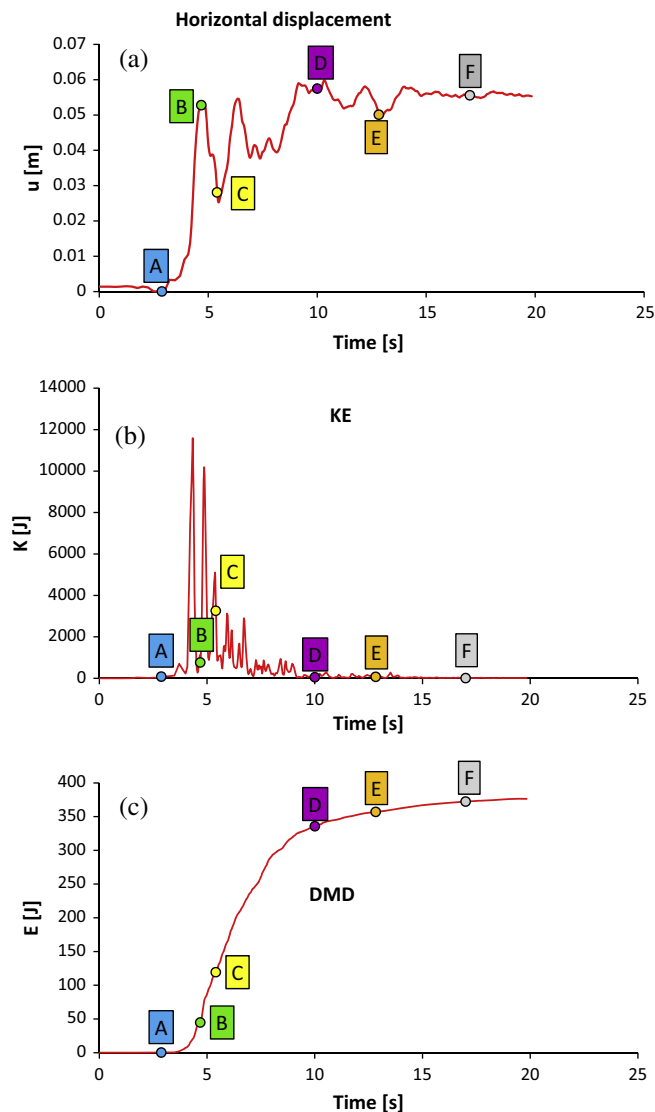 Horizontal displacement
(a)
u [m]
0.07
0.06
0.05
0.04
0.03
0.02
0.01
0
A
B
C
D
E
F
0 5 10 15 20 25
Time [s]
KE
(b)
K [J]
14000
12000
10000
8000
6000
4000
2000
0
A
B
C
D
E
F
0 5 10 15 20 25
Time [s]
(c)
DMD
E [J]
400
350
300
250
200
150
100
50
0
A
B
C
D
E
F
0 5 10 15 20 25
Time [s]